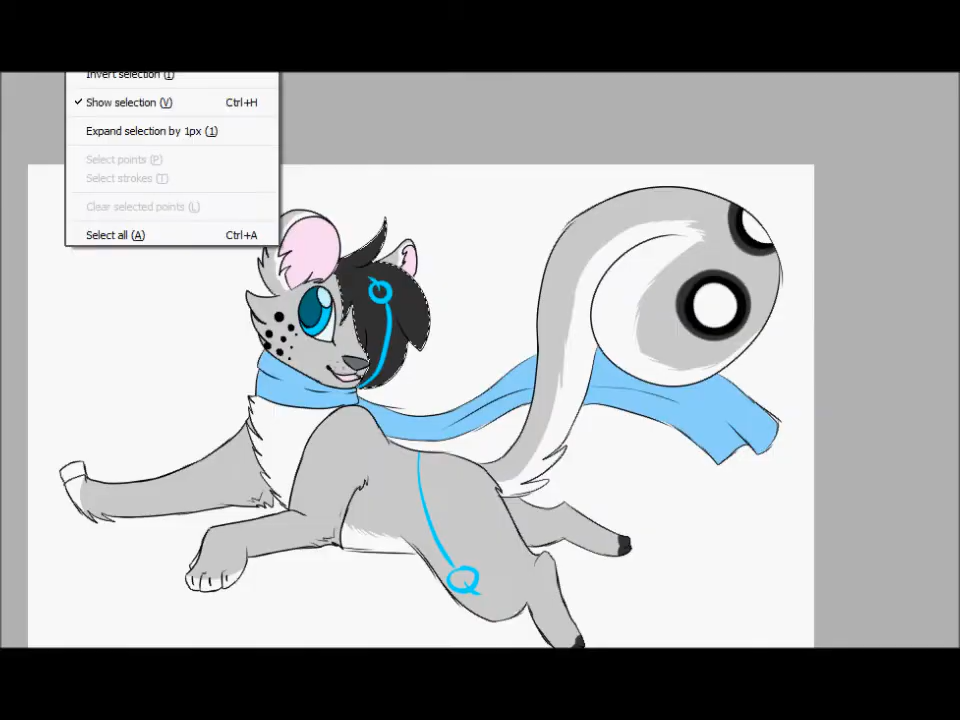 Invert selection (I)
Show selection (V) Ctrl+H
Expand selection by 1px (1)
Select points (P)
Select strokes (T)
Clear selected points (L)
Select all (A) Ctrl+A